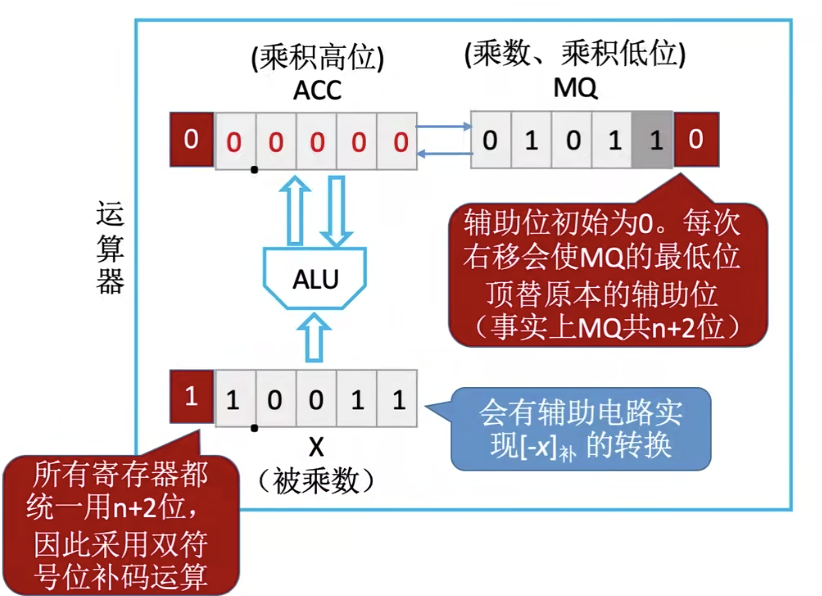 (乘积高位)
ACC
(乘数、乘积低位)
MQ
0 0 0 0 0 0
0 1 0 1 1 0
运
算
器
ALU
辅助位初始为0。每次
右移会使MQ的最低位
顶替原本的辅助位
（事实上MQ共n+2位）
1 1 0 0 1 1
X
（被乘数）
会有辅助电路实
现[-x]补 的转换
所有寄存器都
统一用n+2位，
因此采用双符
号位补码运算